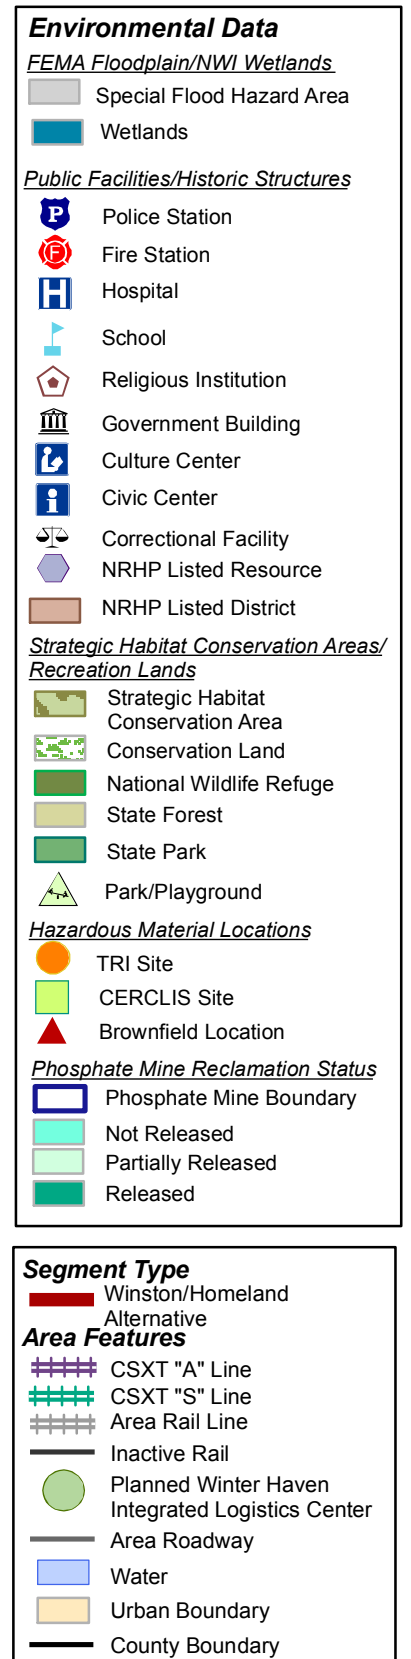 Environmental Data
FEMA Floodplain/NWI Wetlands
Special Flood Hazard Area
Wetlands
Public Facilities/Historic Structures
P
Police Station
F
Fire Station
H
Hospital
School
Religious Institution
Government Building
Culture Center
i
Civic Center
Correctional Facility
NRHP Listed Resource
NRHP Listed District
Strategic Habitat Conservation Areas/
Recreation Lands
Strategic Habitat
Conservation Area
Conservation Land
National Wildlife Refuge
State Forest
State Park
Park/Playground
Hazardous Material Locations
TRI Site
CERCLIS Site
Brownfield Location
Phosphate Mine Reclamation Status
Phosphate Mine Boundary
Not Released
Partially Released
Released
Segment Type
Winston/Homeland
Alternative
Area Features
CSXT "A" Line
CSXT "S" Line
Area Rail Line
Inactive Rail
Planned Winter Haven
Integrated Logistics Center
Area Roadway
Water
Urban Boundary
County Boundary